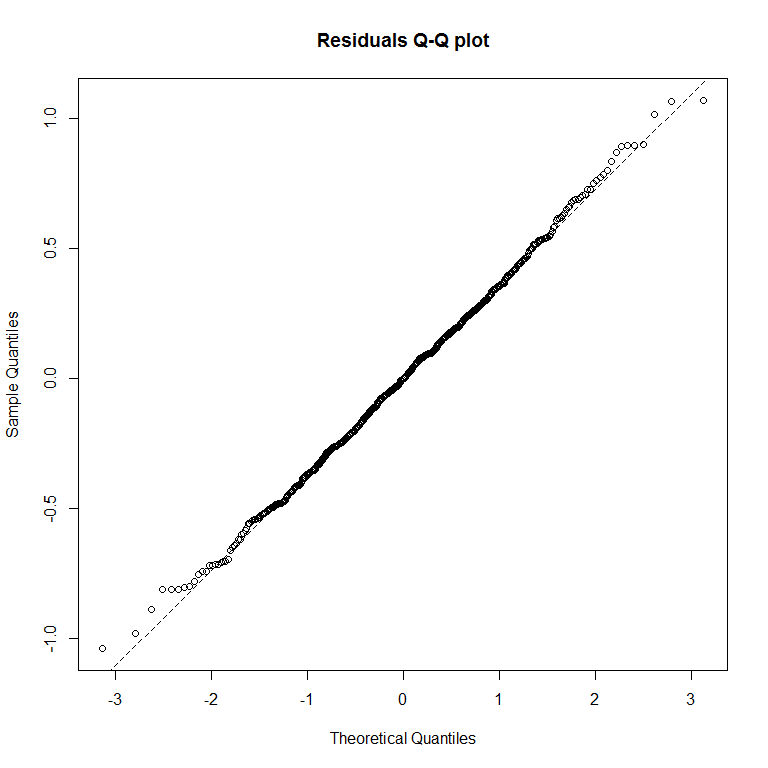 Residuals Q-Q plot
Sample Quantiles
1.0
0.5
0.0
-0.5
-1.0
-3 -2 -1 0 1 2 3
Theoretical Quantiles